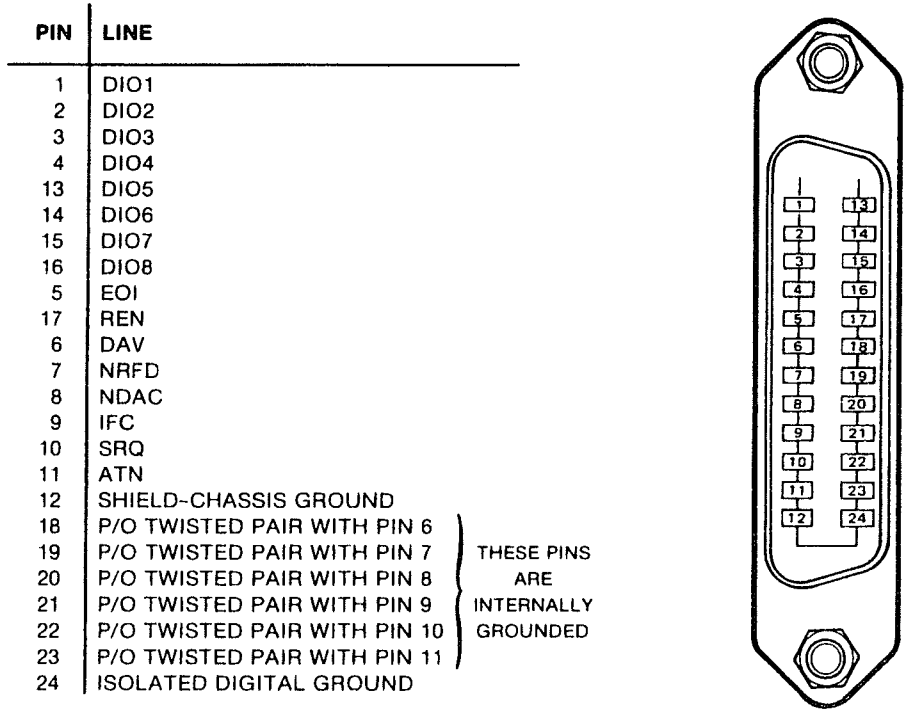 PIN LINE
1 DIO1
2 DIO2
3 DIO3
4 DIO4
13 DIO5
14 DIO6
15 DIO7
16 DIO8
5 EOI
17 REN
6 DAV
7 NRFD
8 NDAC
9 IFC
10 SRQ
11 ATN
12 SHIELD-CHASSIS GROUND
18 P/O TWISTED PAIR WITH PIN 6
19 P/O TWISTED PAIR WITH PIN 7
20 P/O TWISTED PAIR WITH PIN 8
21 P/O TWISTED PAIR WITH PIN 9
22 P/O TWISTED PAIR WITH PIN 10
23 P/O TWISTED PAIR WITH PIN 11
24 ISOLATED DIGITAL GROUND
THESE PINS
ARE
INTERNALLY
GROUNDED
1 13
2 14
3 15
4 16
5 17
6 18
7 19
8 20
9 21
10 22
11 23
12 24